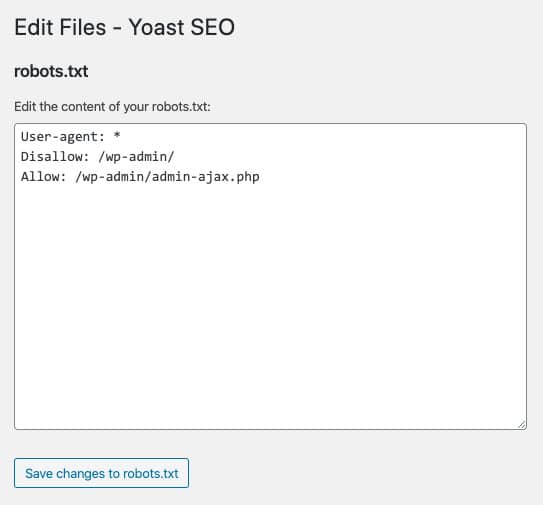 Edit Files - Yoast SEO
robots.txt
Edit the content of your robots.txt:
User-agent: *
Disallow: /wp-admin/
Allow: /wp-admin/admin-ajax.php
Save changes to robots.txt